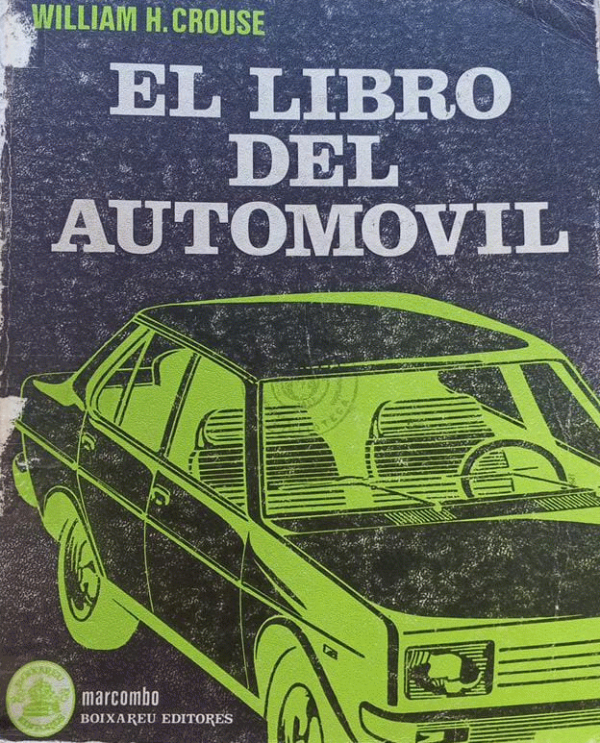 WILLIAM H. CROUSE
EL LIBRO
DEL
AUTOMOVIL
marcombo
BOIXAREU EDITORES